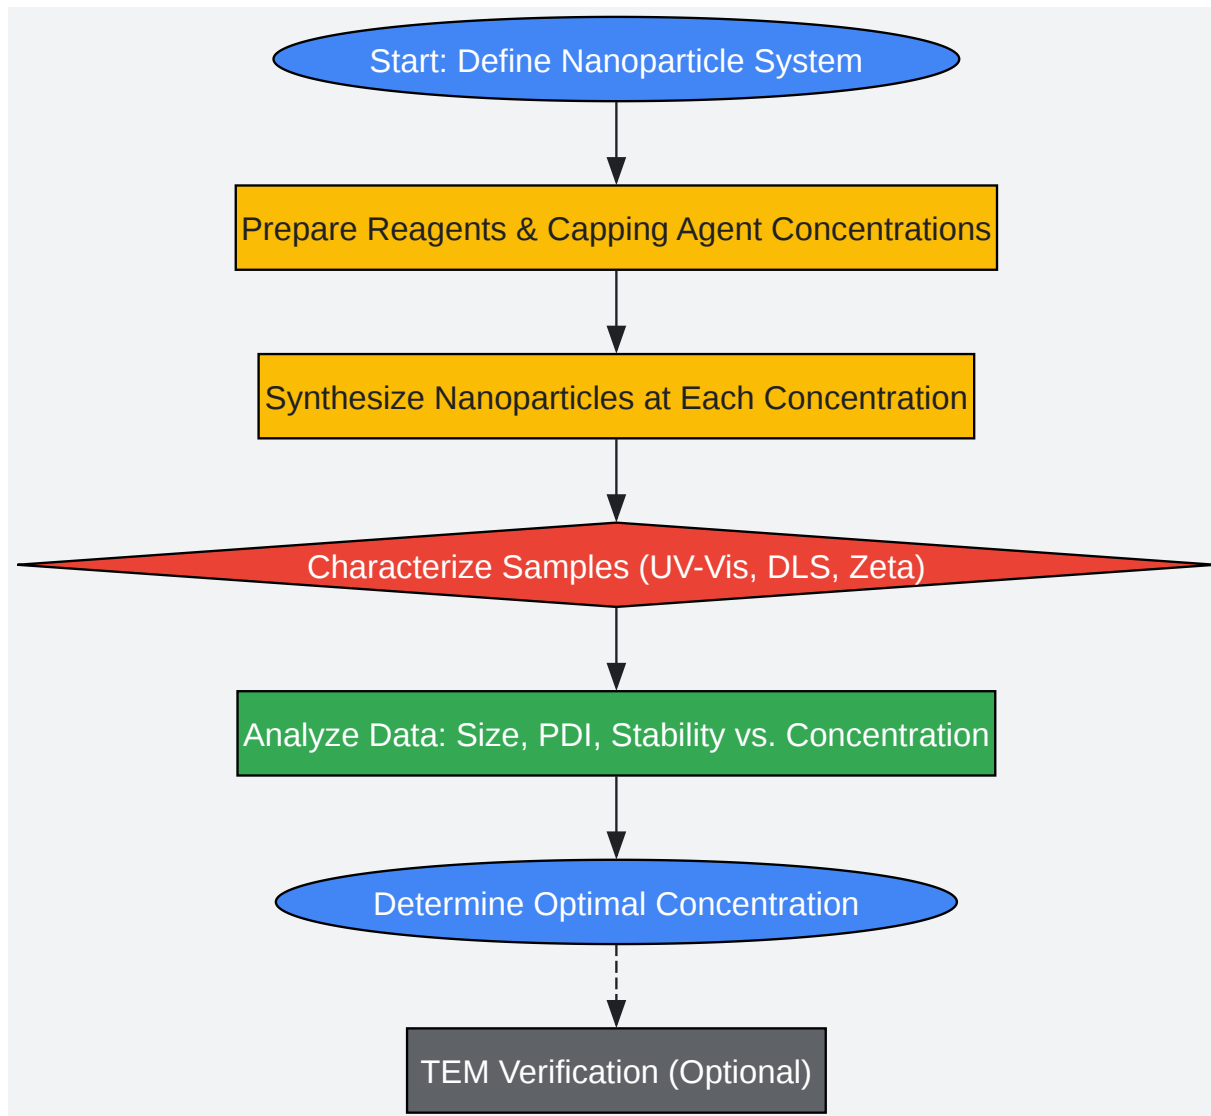 Start: Define Nanoparticle System
Prepare Reagents & Capping Agent Concentrations
Synthesize Nanoparticles at Each Concentration
Characterize Samples (UV-Vis, DLS, Zeta)
Analyze Data: Size, PDI, Stability vs. Concentration
Determine Optimal Concentration
TEM Verification (Optional)